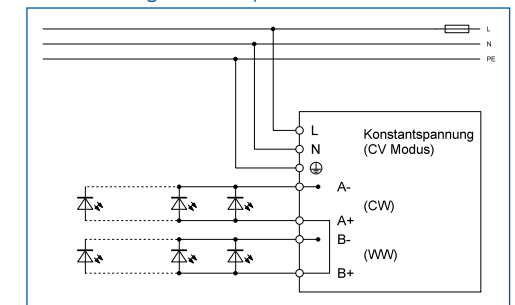 L
N
PE
L
N
Konstantspannung
(CV Modus)
A-
(CW)
A+
B-
(WW)
B+